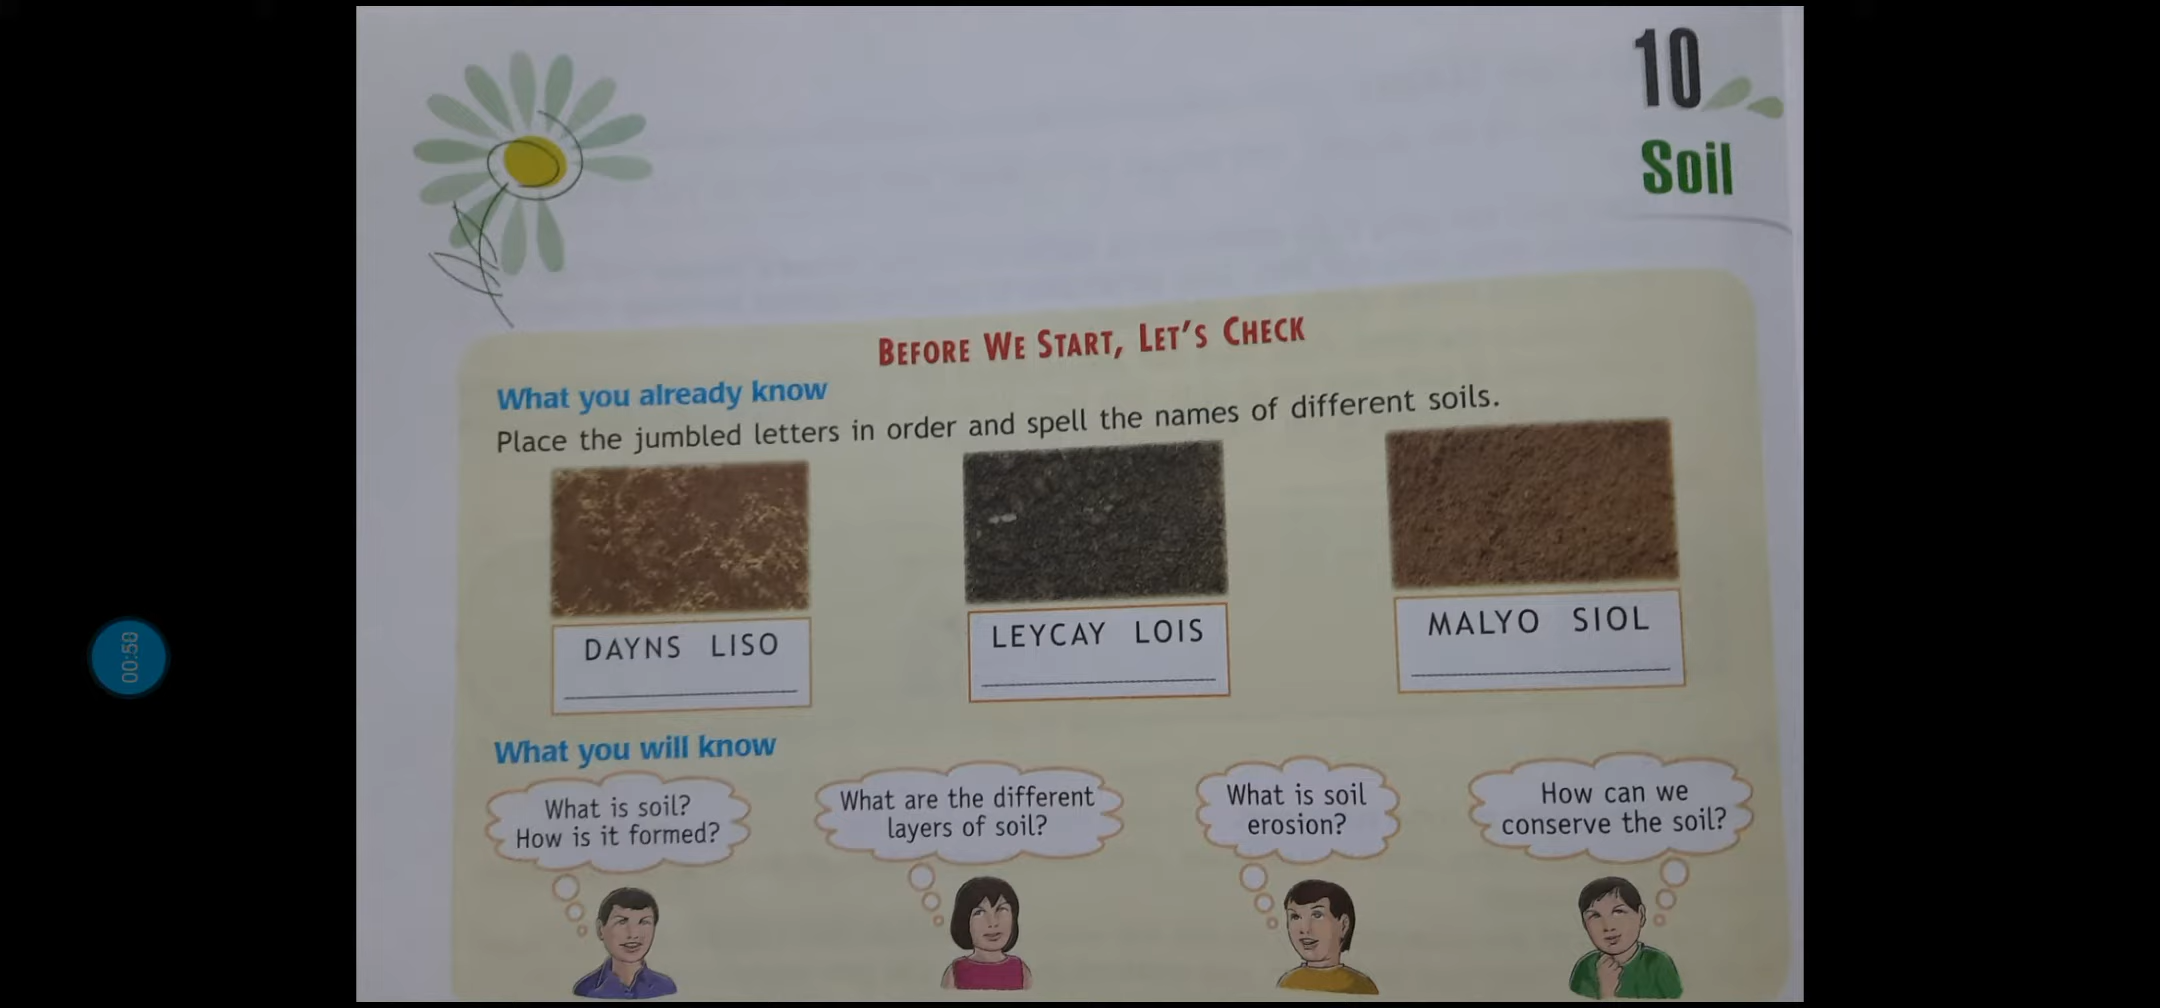 10
Soil
BEFORE WE START, LET'S CHECK
What you already know
Place the jumbled letters in order and spell the names of different soils.
DAYNS LISO
LEYCAY LOIS
MALYO SIOL
What you will know
What is soil?
How is it formed?
What are the different
layers of soil?
What is soil
erosion?
How can we
conserve the soil?
00:58